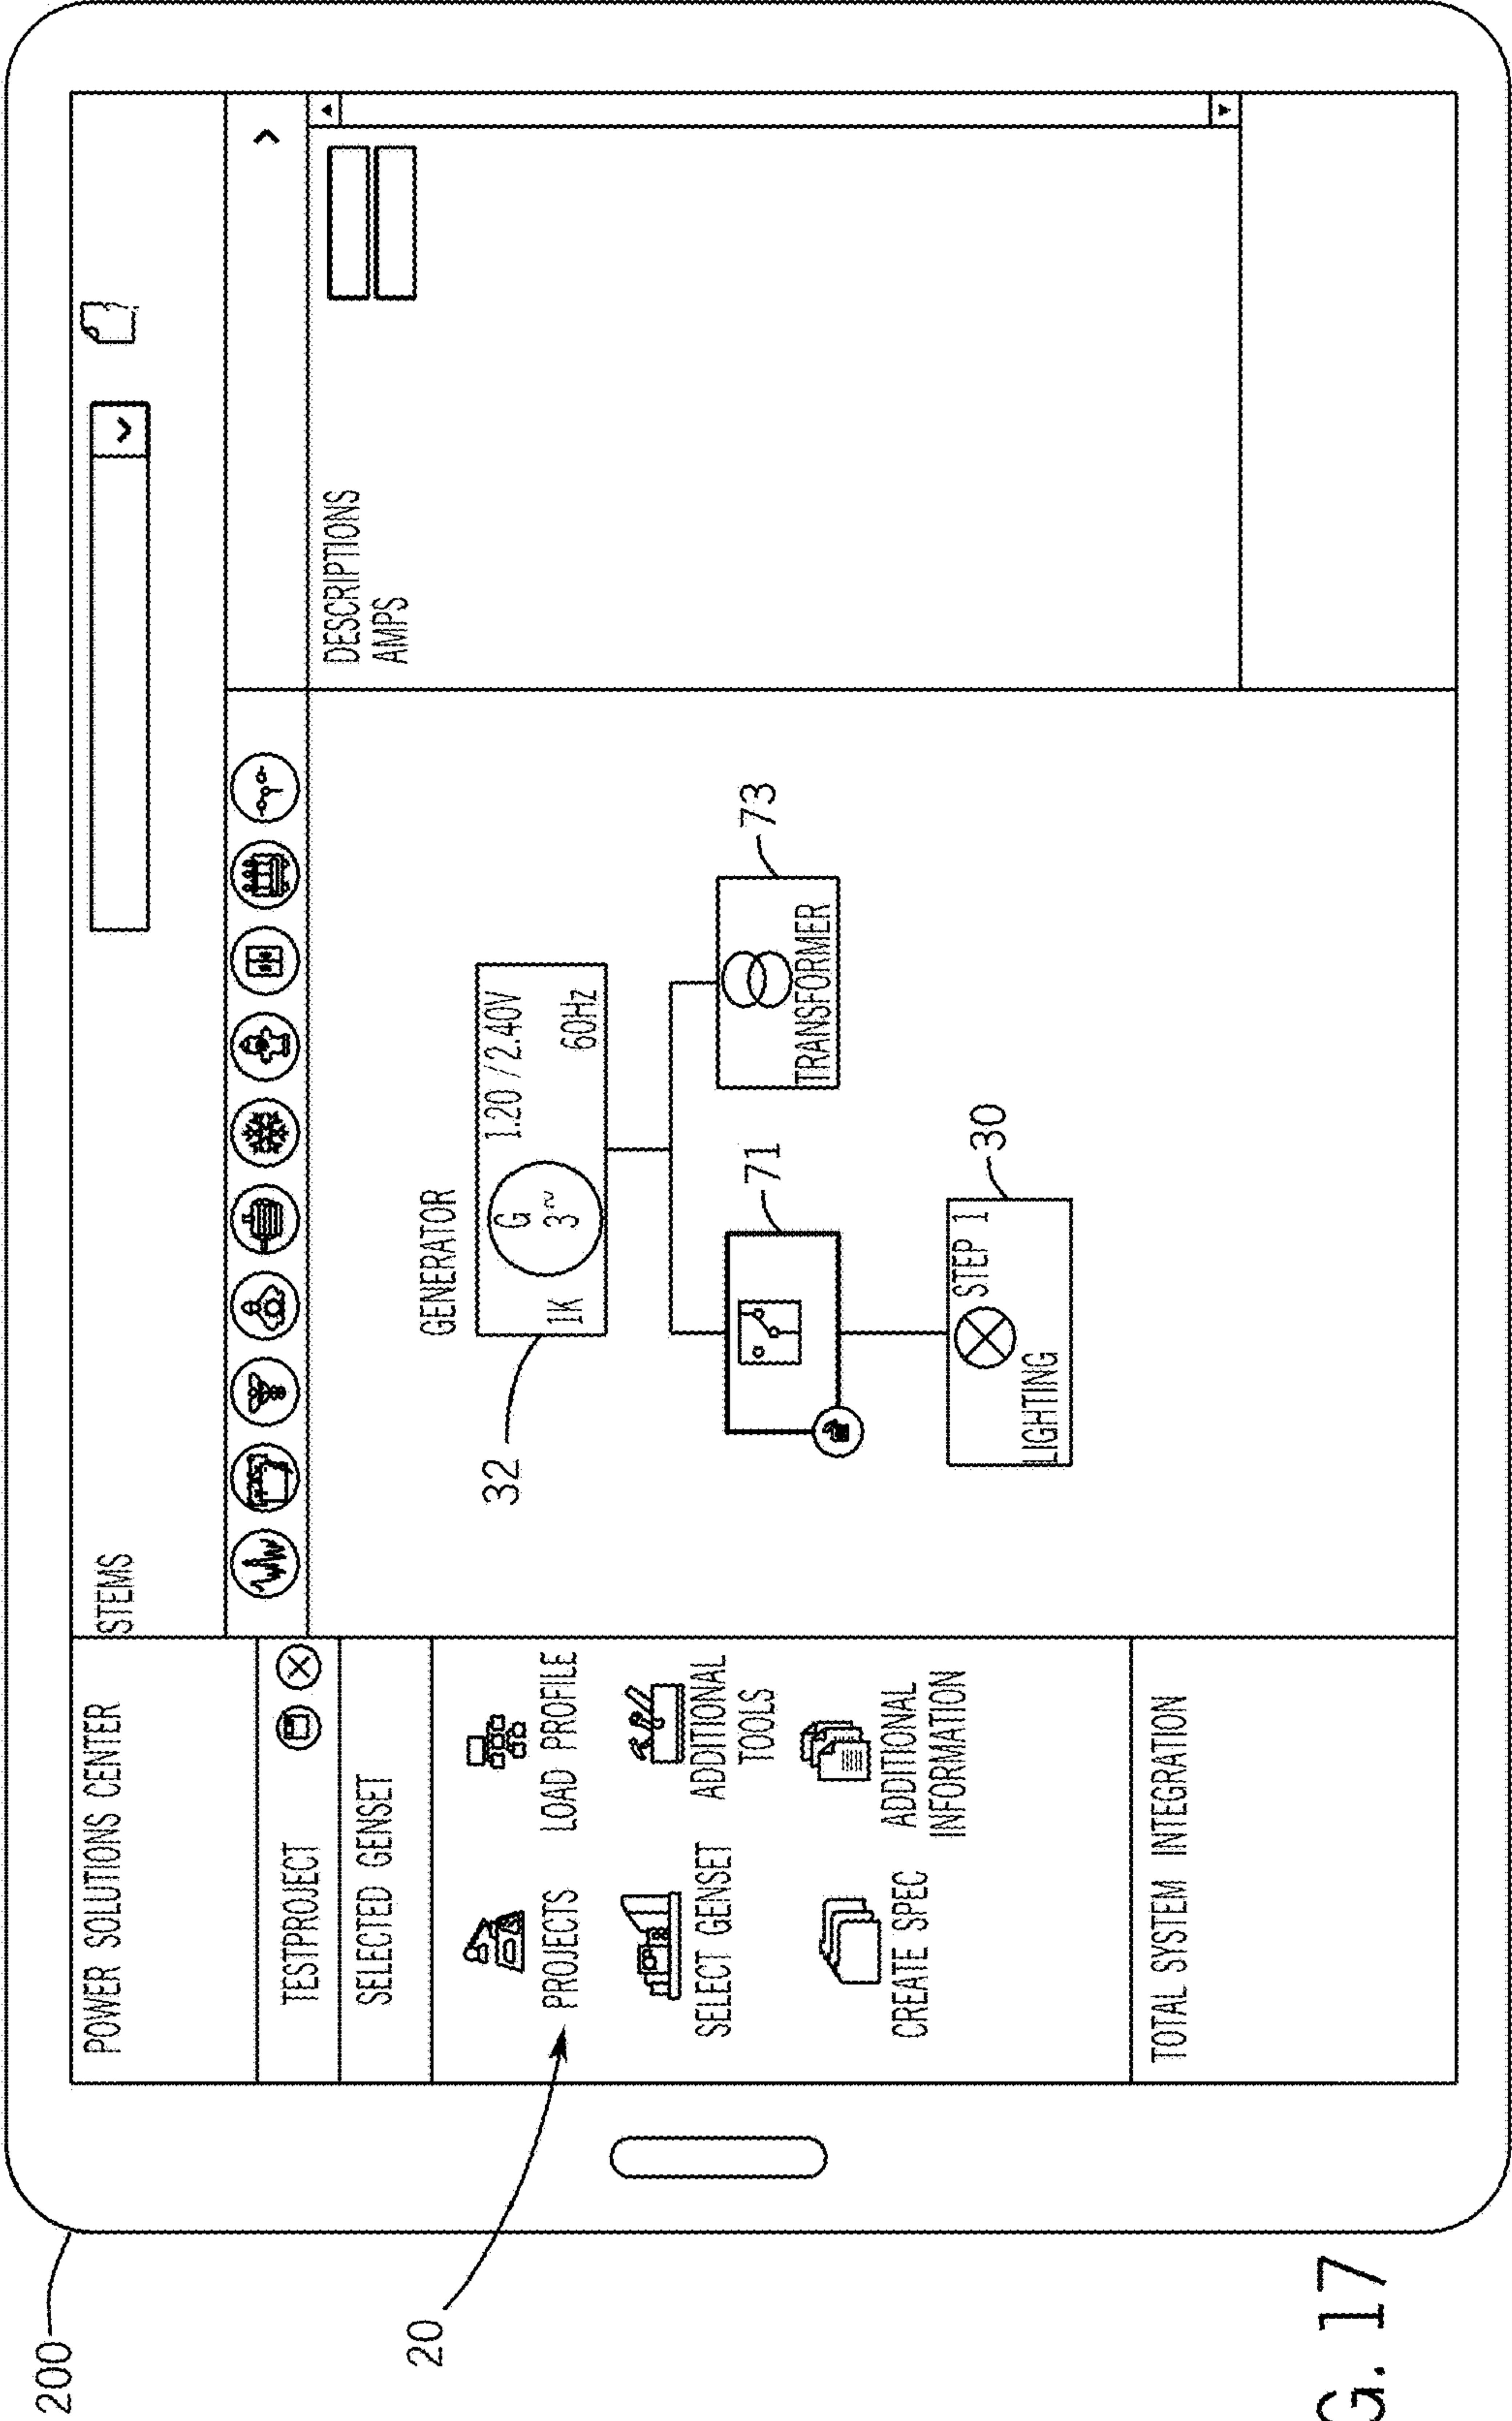 200
20
POWER SOLUTIONS CENTER
STEMS
TESTPROJECT
SELECTED GENSET
PROJECTS
LOAD PROFILE
SELECT GENSET
ADDITIONAL
TOOLS
CREATE SPEC
ADDITIONAL
INFORMATION
TOTAL SYSTEM INTEGRATION
GENERATOR
1K
G
3~
1.20 /2.40V
60Hz
32
71
TRANSFORMER
73
STEP 1
LIGHTING
30
DESCRIPTIONS
AMPS
G. 17